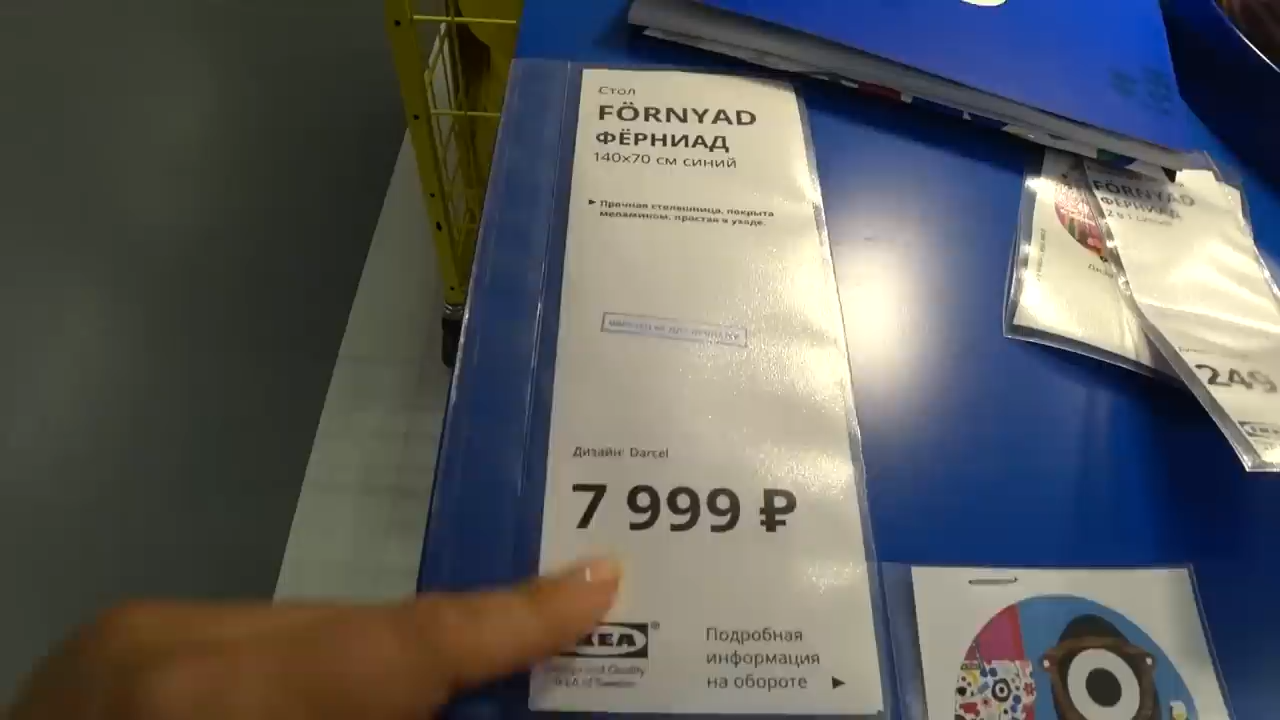 Стол
FÖRNYAD
ФЁРНИАД
140x70 см синий
Прочная столешница, покрыта
меламином, простая в уходе.
Дизайн: Darcel
7 999 ₽
IKEA
®
Подробная
информация
на обороте
FÖRNYAD
ФЁРНИАД
249